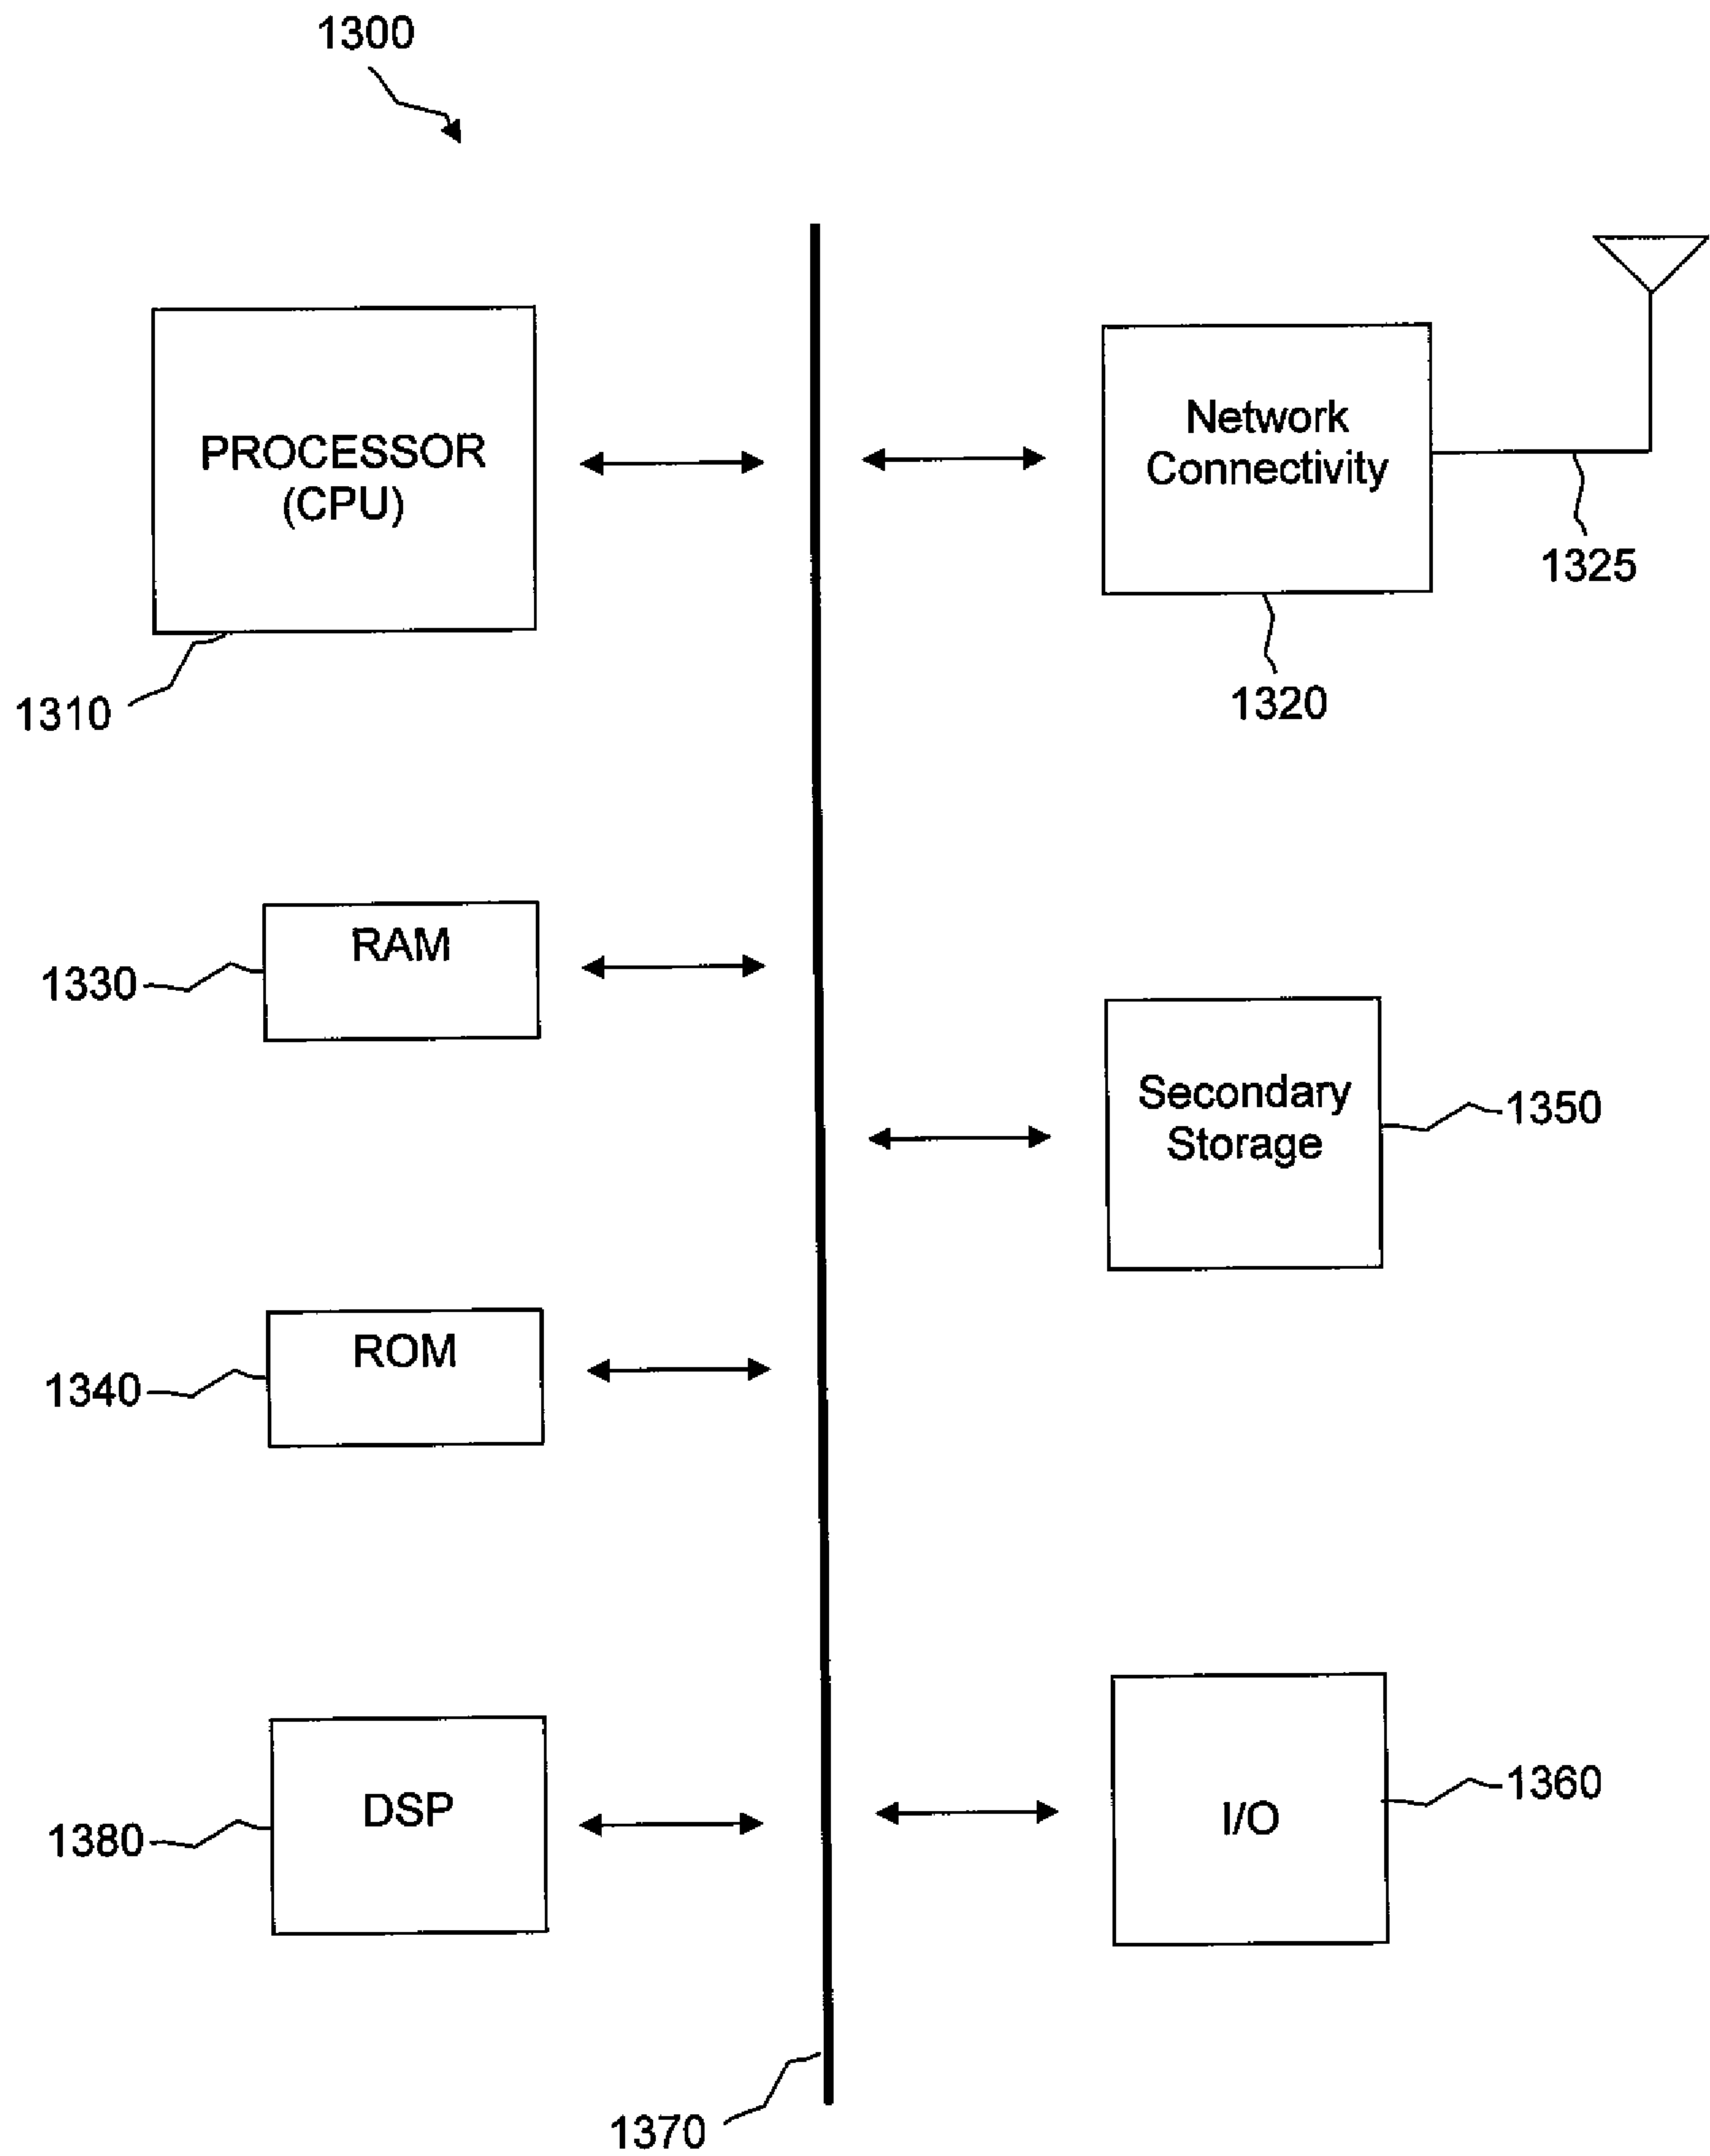 1300
PROCESSOR
(CPU)
Network
Connectivity
1325
1310
1320
RAM
1330
Secondary
Storage
1350
ROM
1340
DSP
1380
I/O
1360
1370